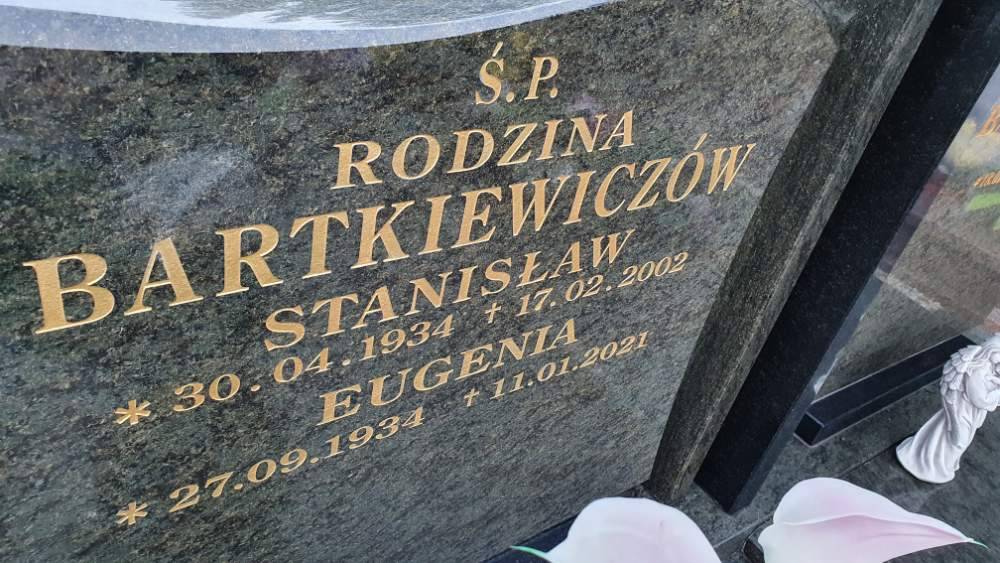 Ś.P.
RODZINA
BARTKIEWICZÓW
STANISŁAW
* 30.04.1934 † 17.02.2002
EUGENIA
* 27.09.1934 † 11.01.2021